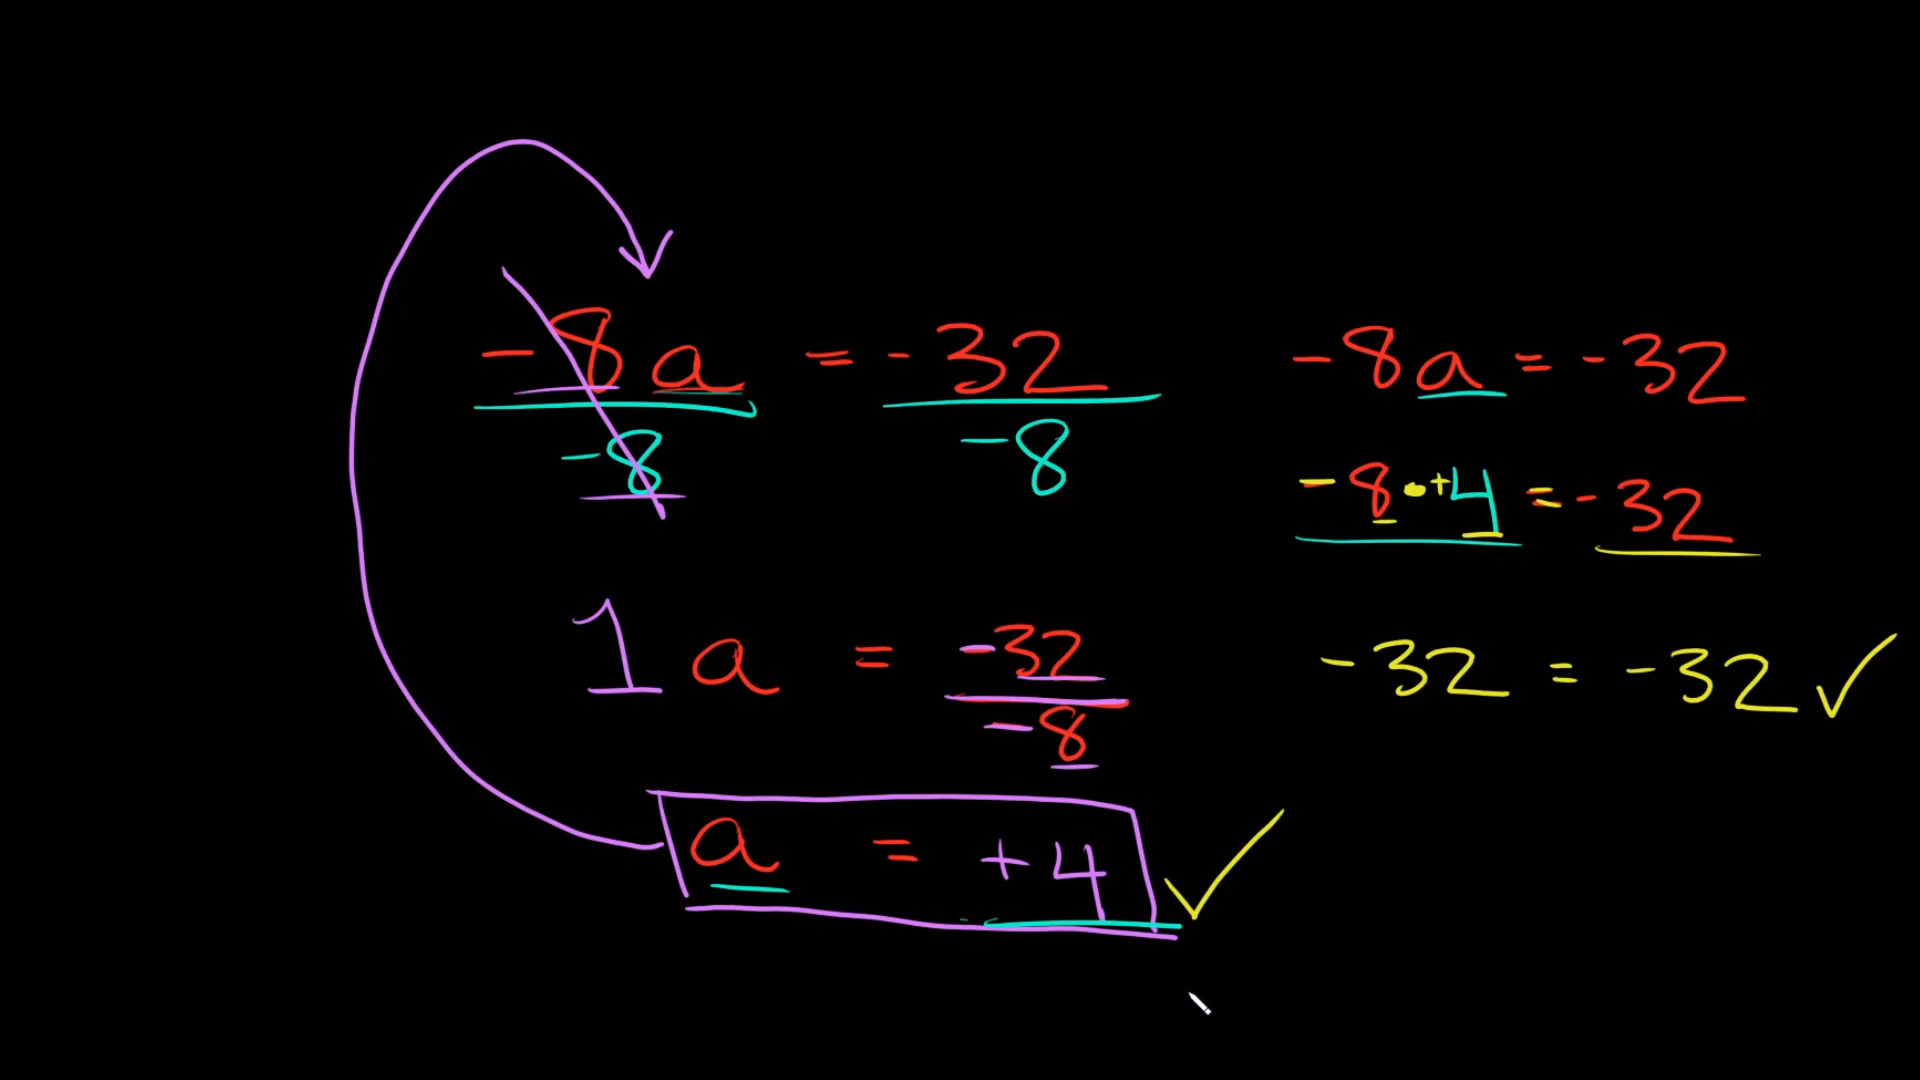 -8a = -32
-8 -8
1a = -32
-8
a = +4 ✓
-8a = -32
-8 • +4 = -32
-32 = -32 ✓